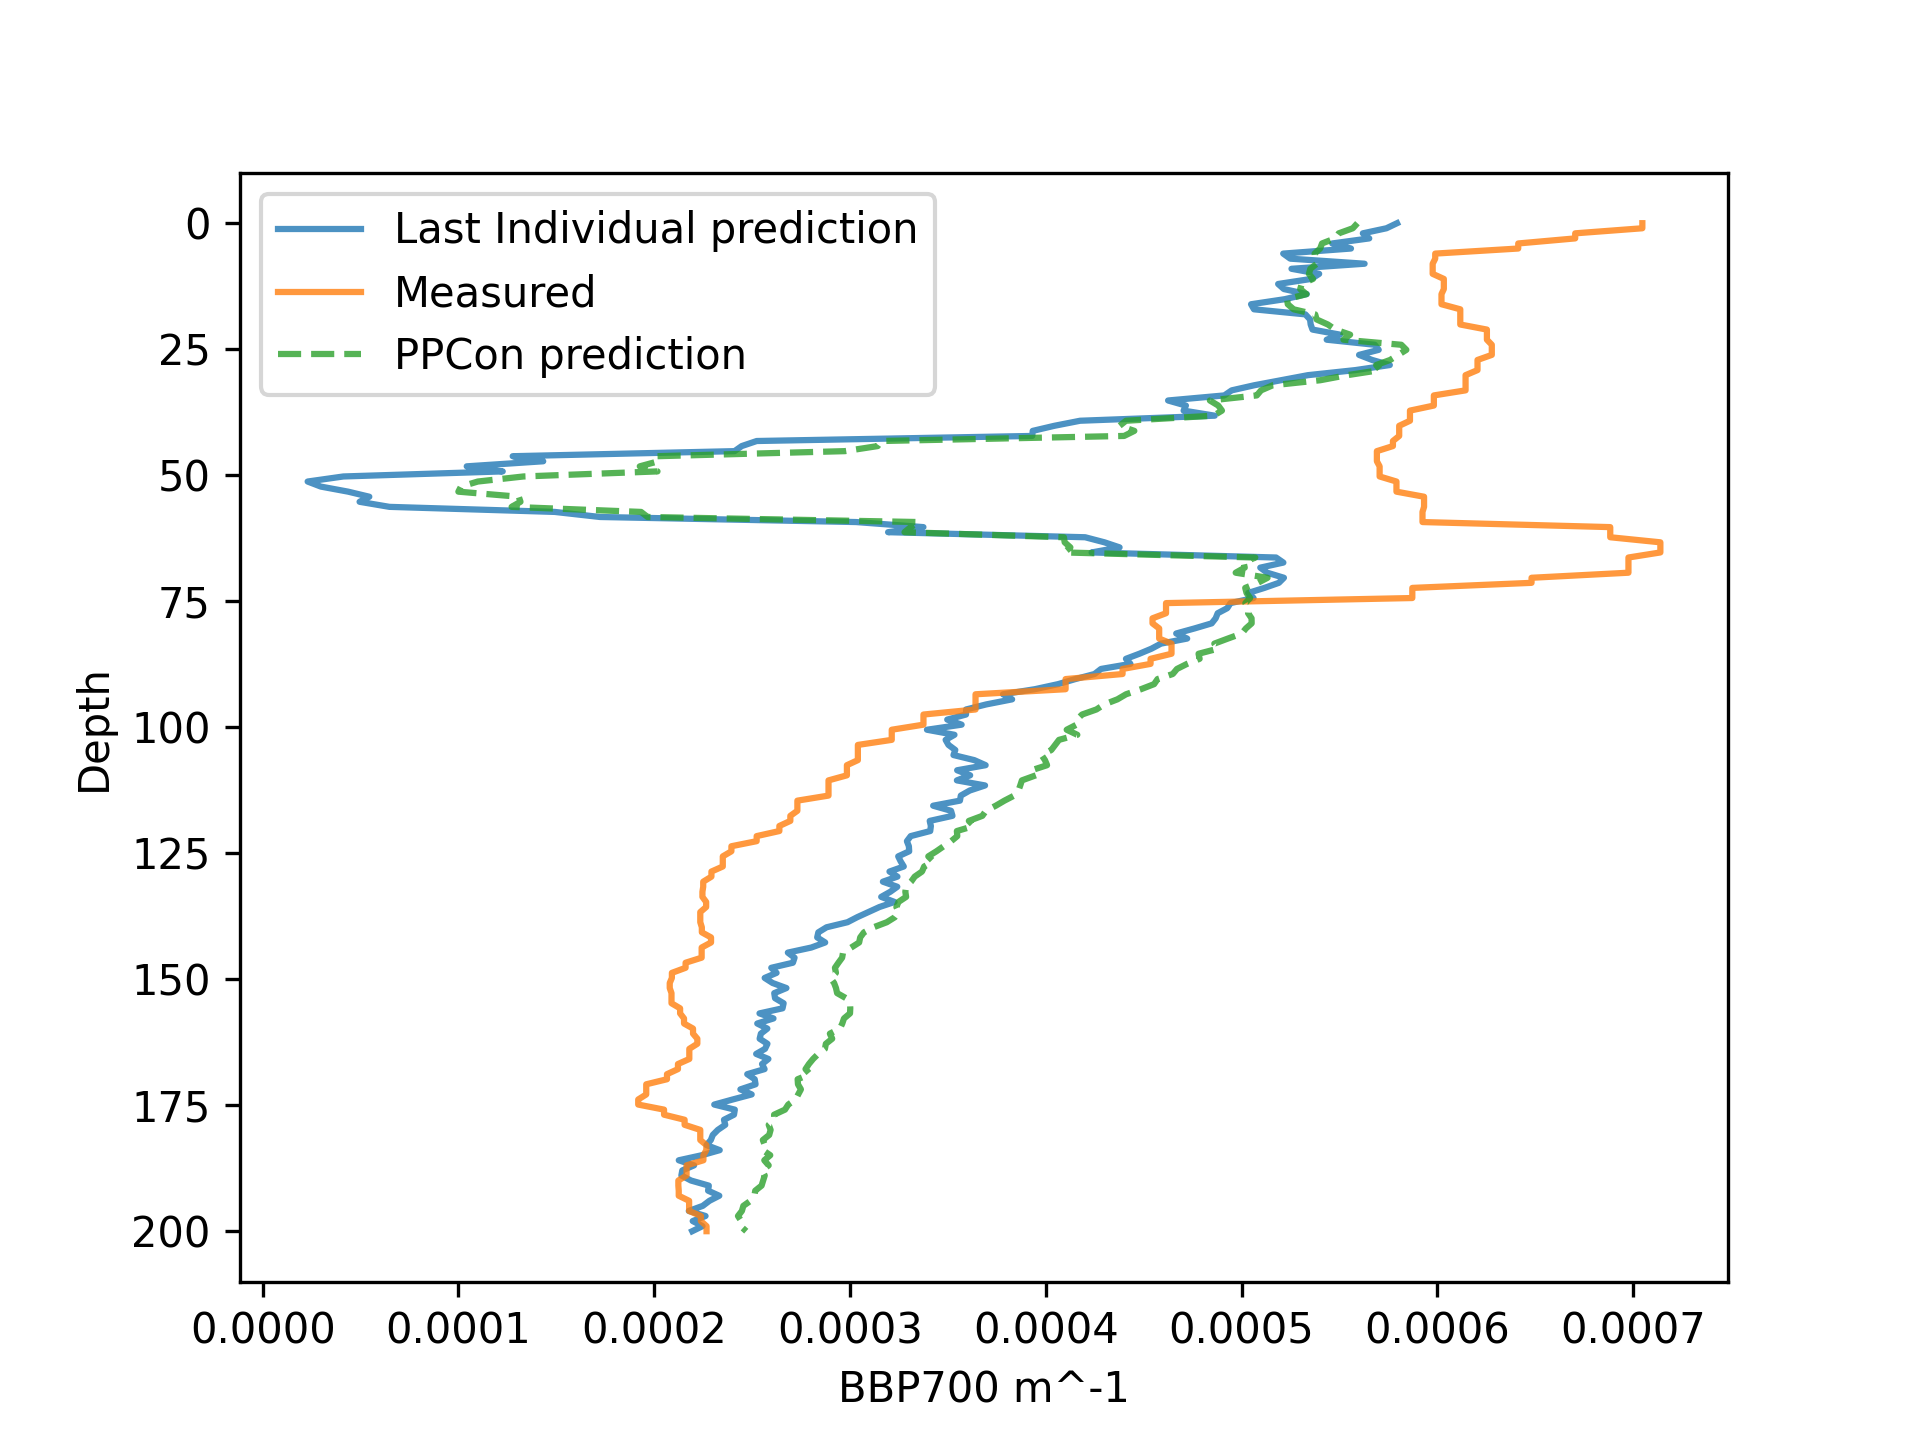 Last Individual prediction
Measured
PPCon prediction
0
25
50
75
100
125
150
175
200
Depth
0.0000 0.0001 0.0002 0.0003 0.0004 0.0005 0.0006 0.0007
BBP700 m^-1